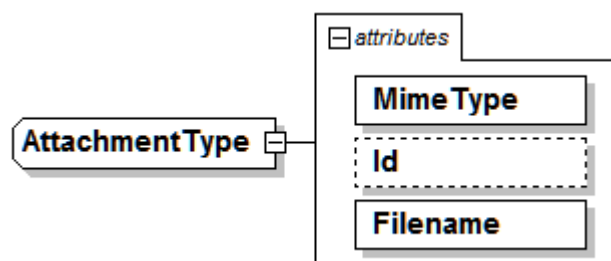 attributes
MimeType
AttachmentType
Id
Filename